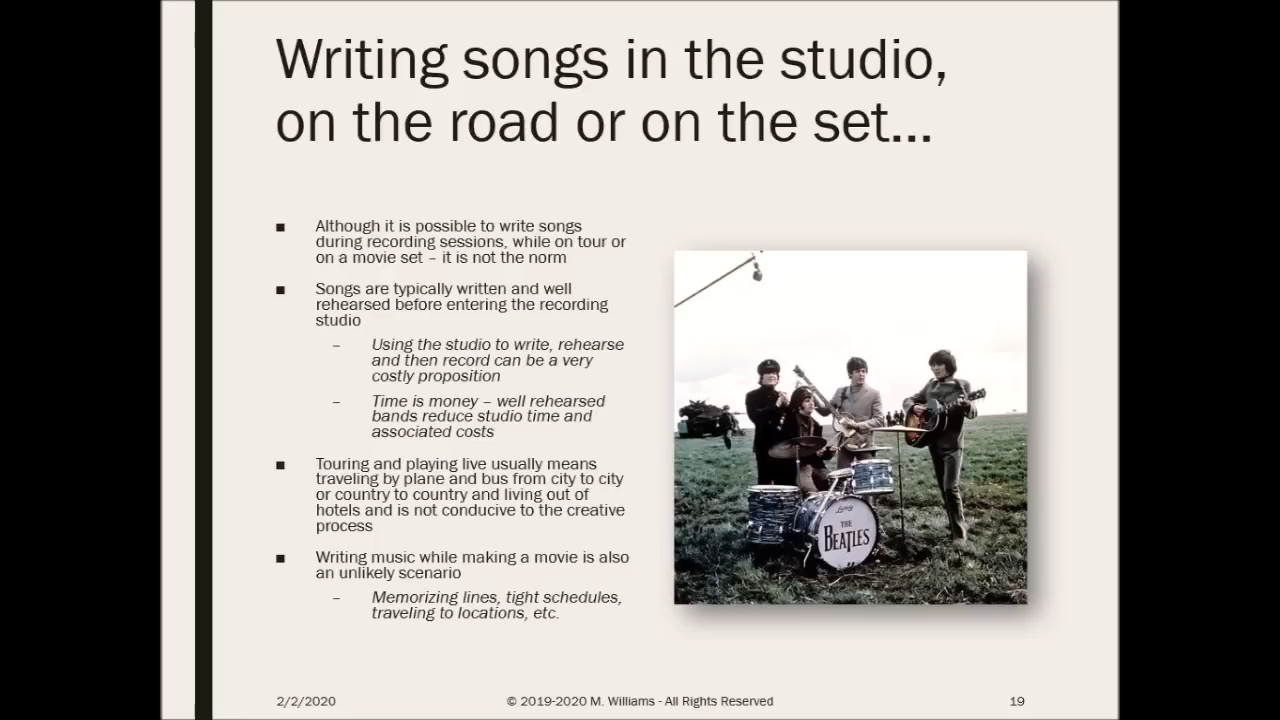 Writing songs in the studio,
on the road or on the set...
■ Although it is possible to write songs
during recording sessions, while on tour or
on a movie set – it is not the norm
■ Songs are typically written and well
rehearsed before entering the recording
studio
– Using the studio to write, rehearse
and then record can be a very
costly proposition
– Time is money – well rehearsed
bands reduce studio time and
associated costs
■ Touring and playing live usually means
traveling by plane and bus from city to city
or country to country and living out of
hotels and is not conducive to the creative
process
■ Writing music while making a movie is also
an unlikely scenario
– Memorizing lines, tight schedules,
traveling to locations, etc.
Ludwig
THE
BEATLES
2/2/2020 © 2019-2020 M. Williams - All Rights Reserved 19